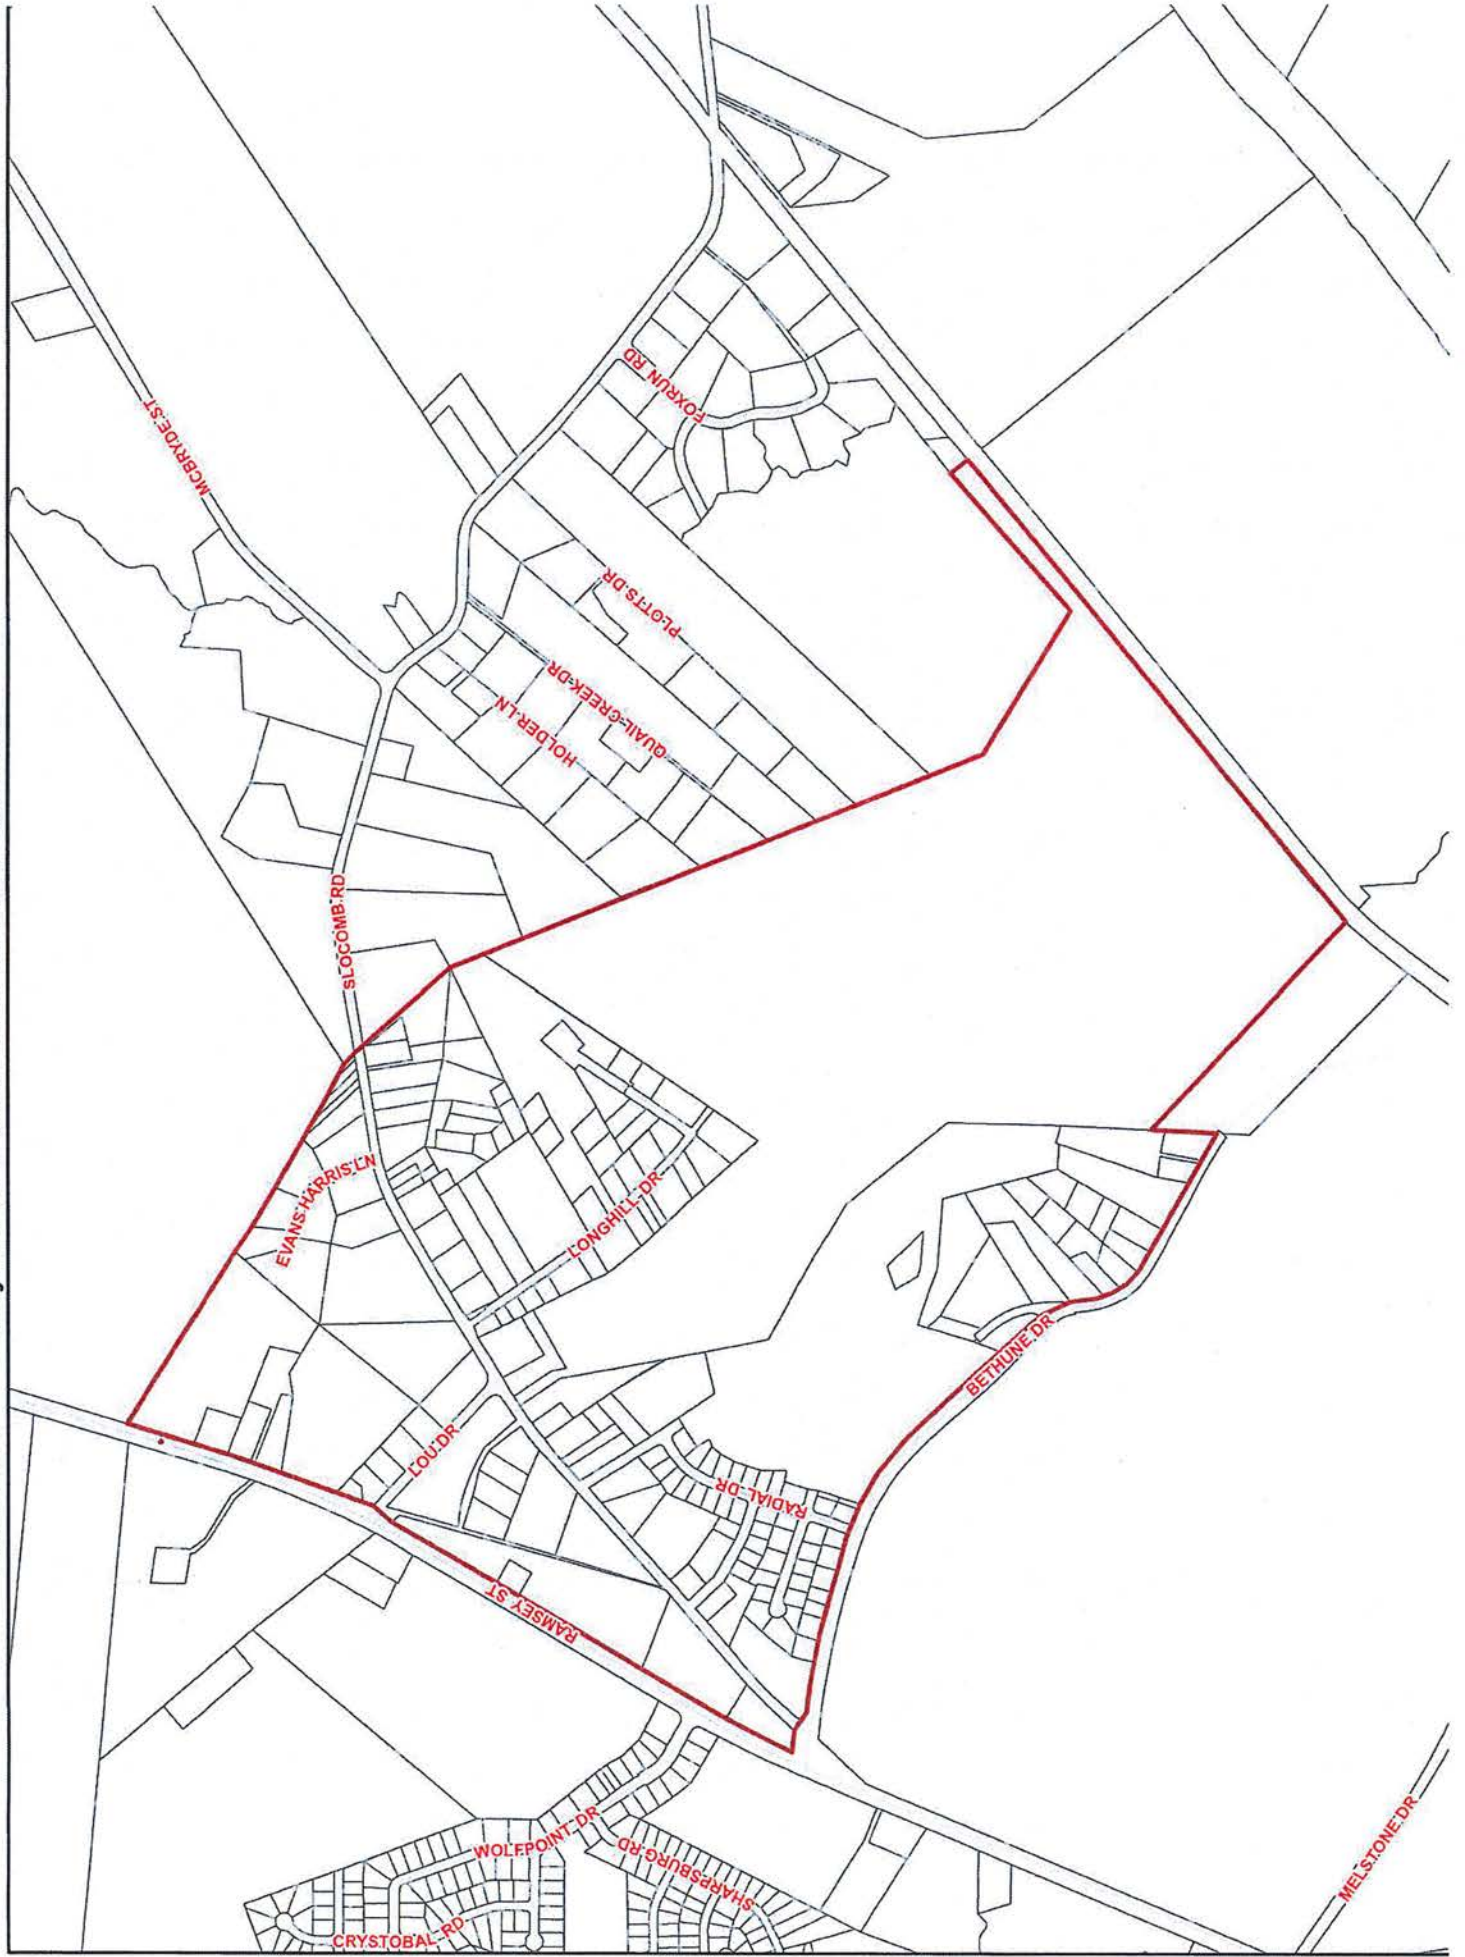 MCBRYDE ST
FOXRUN RD
PLOTTS DR
QUAIL CREEK DR
HOLDER LN
SLOCOMB RD
EVANS HARRIS LN
LONGHILL DR
BETHUNE DR
LOU DR
RADIAL DR
RAMSEY ST
WOLFPOINT DR
SHARPSBURG RD
CRYSTOBAL RD
MELSTONE DR